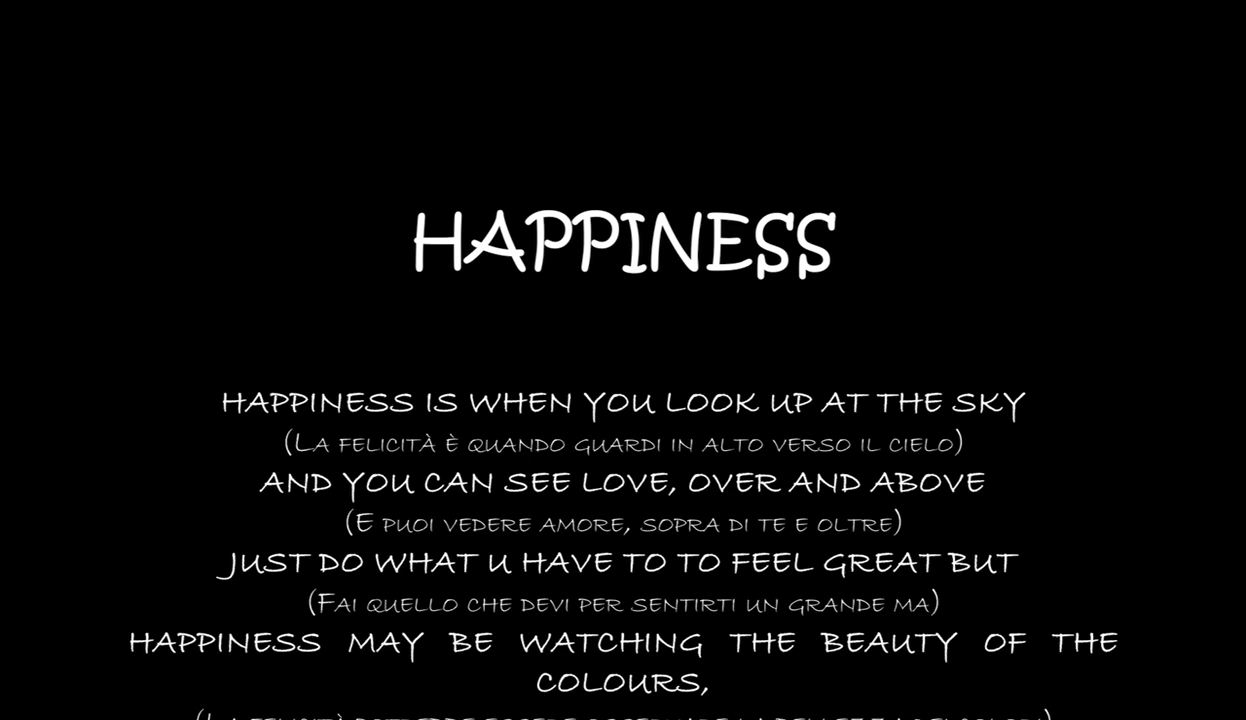 HAPPINESS
HAPPINESS IS WHEN YOU LOOK UP AT THE SKY
(LA FELICITÀ È QUANDO GUARDI IN ALTO VERSO IL CIELO)
AND YOU CAN SEE LOVE, OVER AND ABOVE
(E PUOI VEDERE AMORE, SOPRA DI TE E OLTRE)
JUST DO WHAT U HAVE TO TO FEEL GREAT BUT
(FAI QUELLO CHE DEVI PER SENTIRTI UN GRANDE MA)
HAPPINESS MAY BE WATCHING THE BEAUTY OF THE
COLOURS,